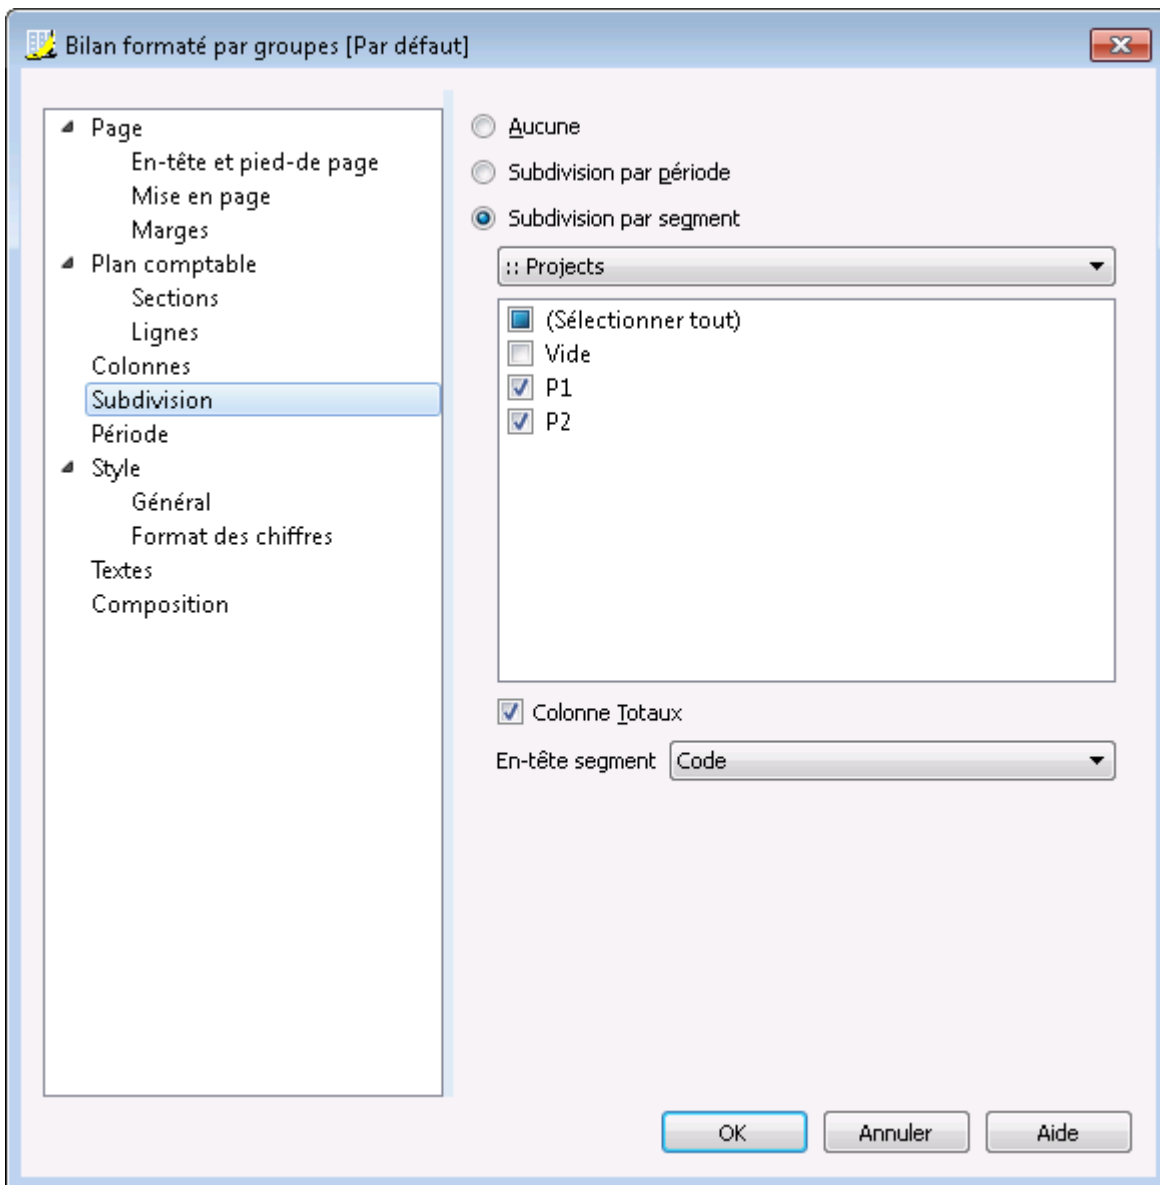 Bilan formaté par groupes [Par défaut]
Page
En-tête et pied-de page
Mise en page
Marges
Plan comptable
Sections
Lignes
Colonnes
Subdivision
Période
Style
Général
Format des chiffres
Textes
Composition
Aucune
Subdivision par période
Subdivision par segment
:: Projects
(Sélectionner tout)
Vide
P1
P2
Colonne Totaux
En-tête segment Code
OK Annuler Aide